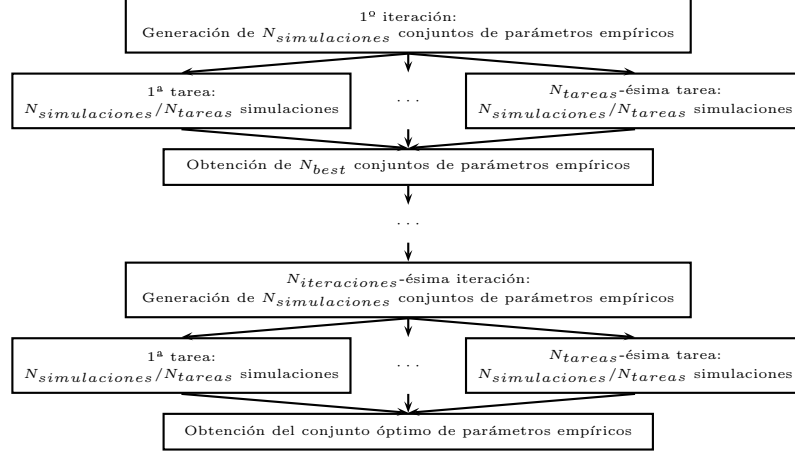 1º iteración:
Generación de N_simulaciones conjuntos de parámetros empíricos
1ª tarea:
N_simulaciones/N_tareas simulaciones
...
N_tareas-ésima tarea:
N_simulaciones/N_tareas simulaciones
Obtención de N_best conjuntos de parámetros empíricos
...
N_iteraciones-ésima iteración:
Generación de N_simulaciones conjuntos de parámetros empíricos
1ª tarea:
N_simulaciones/N_tareas simulaciones
...
N_tareas-ésima tarea:
N_simulaciones/N_tareas simulaciones
Obtención del conjunto óptimo de parámetros empíricos